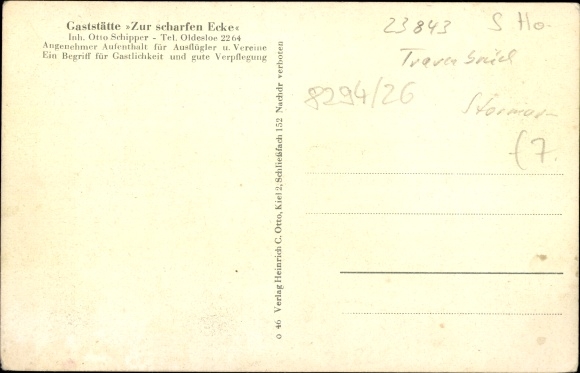 Gaststätte »Zur scharfen Ecke«
Inh. Otto Schipper - Tel. Oldesloe 2264
Angenehmer Aufenthalt für Ausflügler u. Vereine
Ein Begriff für Gastlichkeit und gute Verpflegung
o 46 Verlag Heinrich C. Otto, Kiel 2, Schließfach 152 Nachdr verboten
23843 S Ho.
Travenbrück
8294/26
Stormarn